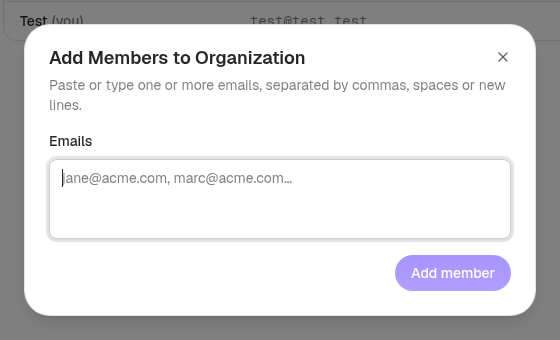 Test (you) test@test.test
Add Members to Organization
Paste or type one or more emails, separated by commas, spaces or new
lines.
Emails
jane@acme.com, marc@acme.com...
Add member